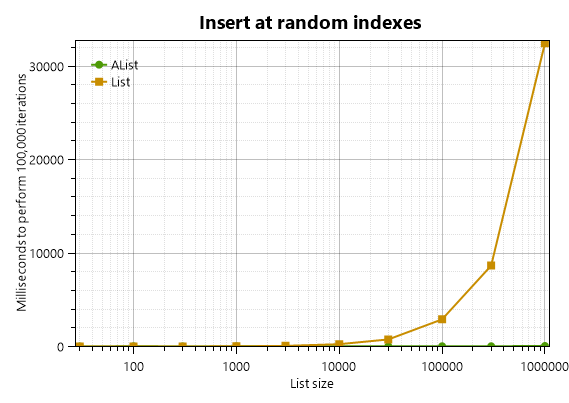 Insert at random indexes
Milliseconds to perform 100,000 iterations
30000
20000
10000
0
AList
List
100
1000
10000
100000
1000000
List size